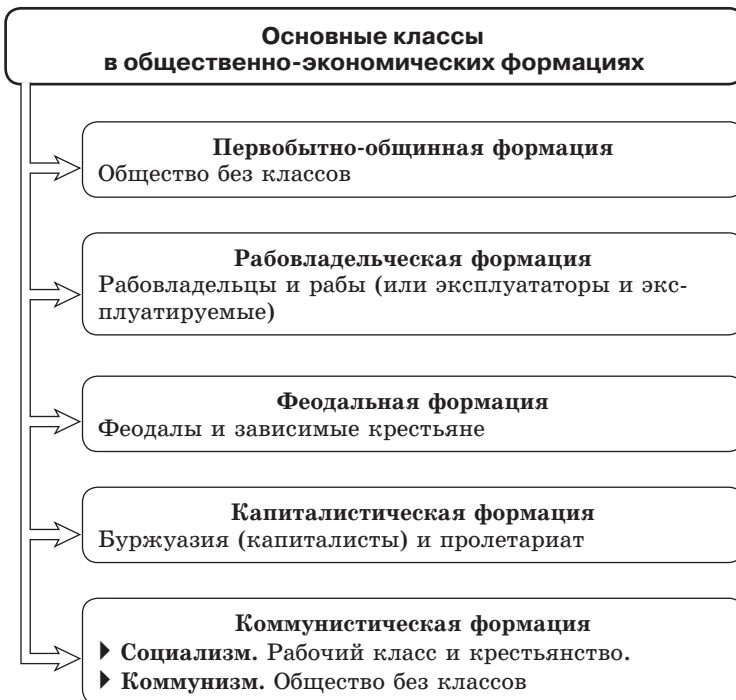 Основные классы
в общественно-экономических формациях
Первобытно-общинная формация
Общество без классов
Рабовладельческая формация
Рабовладельцы и рабы (или эксплуататоры и экс-
плуатируемые)
Феодальная формация
Феодалы и зависимые крестьяне
Капиталистическая формация
Буржуазия (капиталисты) и пролетариат
Коммунистическая формация
Социализм. Рабочий класс и крестьянство.
Коммунизм. Общество без классов